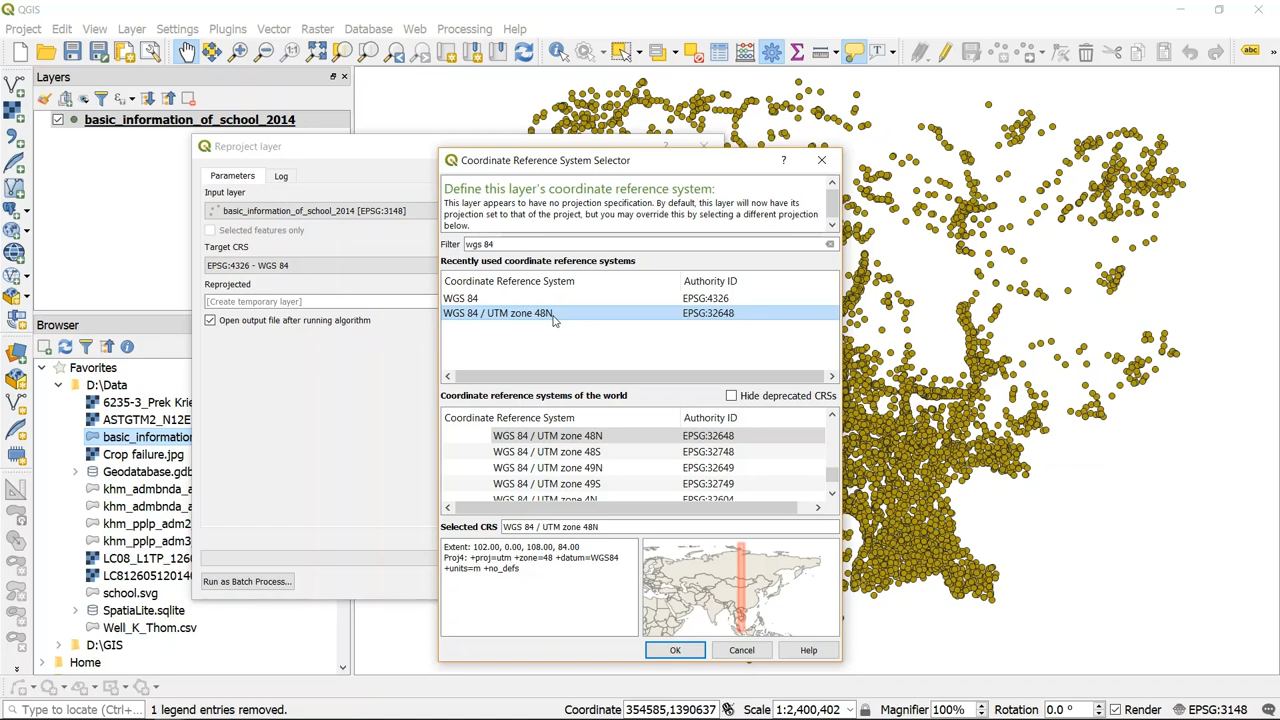 QGIS
Project Edit View Layer Settings Plugins Vector Raster Database Web Processing Help
abc
Layers
basic_information_of_school_2014
Reproject layer
Parameters Log
Input layer
basic_information_of_school_2014 [EPSG:3148]
Selected features only
Target CRS
EPSG:4326 - WGS 84
Reprojected
[Create temporary layer]
Open output file after running algorithm
Run as Batch Process...
Coordinate Reference System Selector
Define this layer's coordinate reference system:
This layer appears to have no projection specification. By default, this layer will now have its
projection set to that of the project, but you may override this by selecting a different projection
below.
Filter wgs 84
Recently used coordinate reference systems
Coordinate Reference System Authority ID
WGS 84 EPSG:4326
WGS 84 / UTM zone 48N EPSG:32648
Coordinate reference systems of the world Hide deprecated CRSs
Coordinate Reference System Authority ID
WGS 84 / UTM zone 48N EPSG:32648
WGS 84 / UTM zone 48S EPSG:32748
WGS 84 / UTM zone 49N EPSG:32649
WGS 84 / UTM zone 49S EPSG:32749
WGS 84 / UTM zone 4N EPSG:32604
Selected CRS WGS 84 / UTM zone 48N
Extent: 102.00, 0.00, 108.00, 84.00
Proj4: +proj=utm +zone=48 +datum=WGS84
+units=m +no_defs
OK Cancel Help
Browser
Favorites
D:\Data
6235-3_Prek Krie
ASTGTM2_N12E
basic_information
Crop failure.jpg
Geodatabase.gdb
khm_admbnda_a
khm_admbnda_a
khm_pplp_adm2
khm_pplp_adm3
LC08_L1TP_1260
LC81260512014
school.svg
SpatiaLite.sqlite
Well_K_Thom.csv
D:\GIS
Home
Type to locate (Ctrl+... 1 legend entries removed. Coordinate 354585,1390637 Scale 1:2,400,402 Magnifier 100% Rotation 0.0 ° Render EPSG:3148